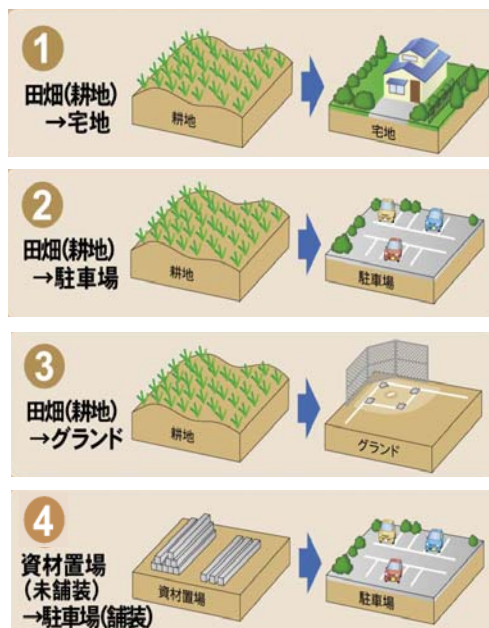 1
田畑(耕地)
→宅地
耕地
宅地
2
田畑(耕地)
→駐車場
耕地
駐車場
3
田畑(耕地)
→グランド
耕地
グランド
4
資材置場
(未舗装)
→駐車場(舗装)
資材置場
駐車場